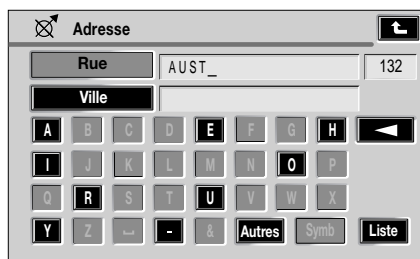 Adresse
Rue AUST_ 132
Ville
A B C D E F G H
I J K L M N O P
Q R S T U V W X
Y Z ⎵ - & Autres Symb Liste